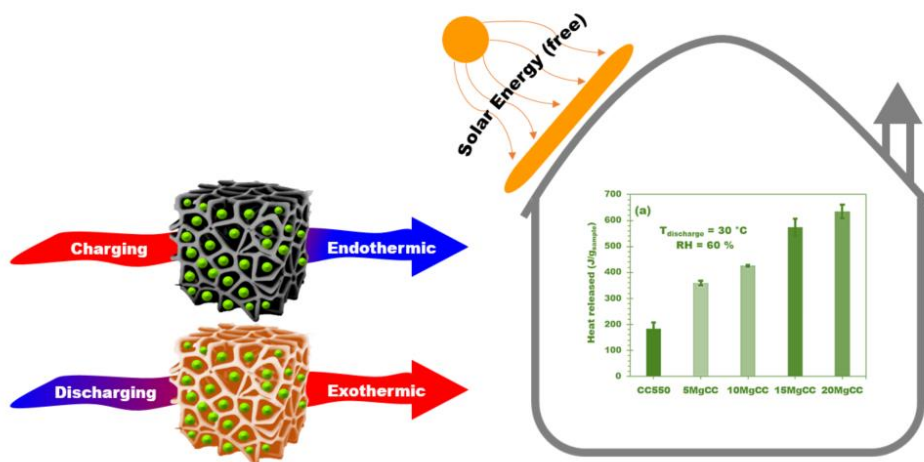 Solar Energy (free)
Charging
Endothermic
Discharging
Exothermic
(a)
T_discharge = 30 °C
RH = 60 %
Heat released (J/g_sample)
700
600
500
400
300
200
100
0
CC550 5MgCC 10MgCC 15MgCC 20MgCC